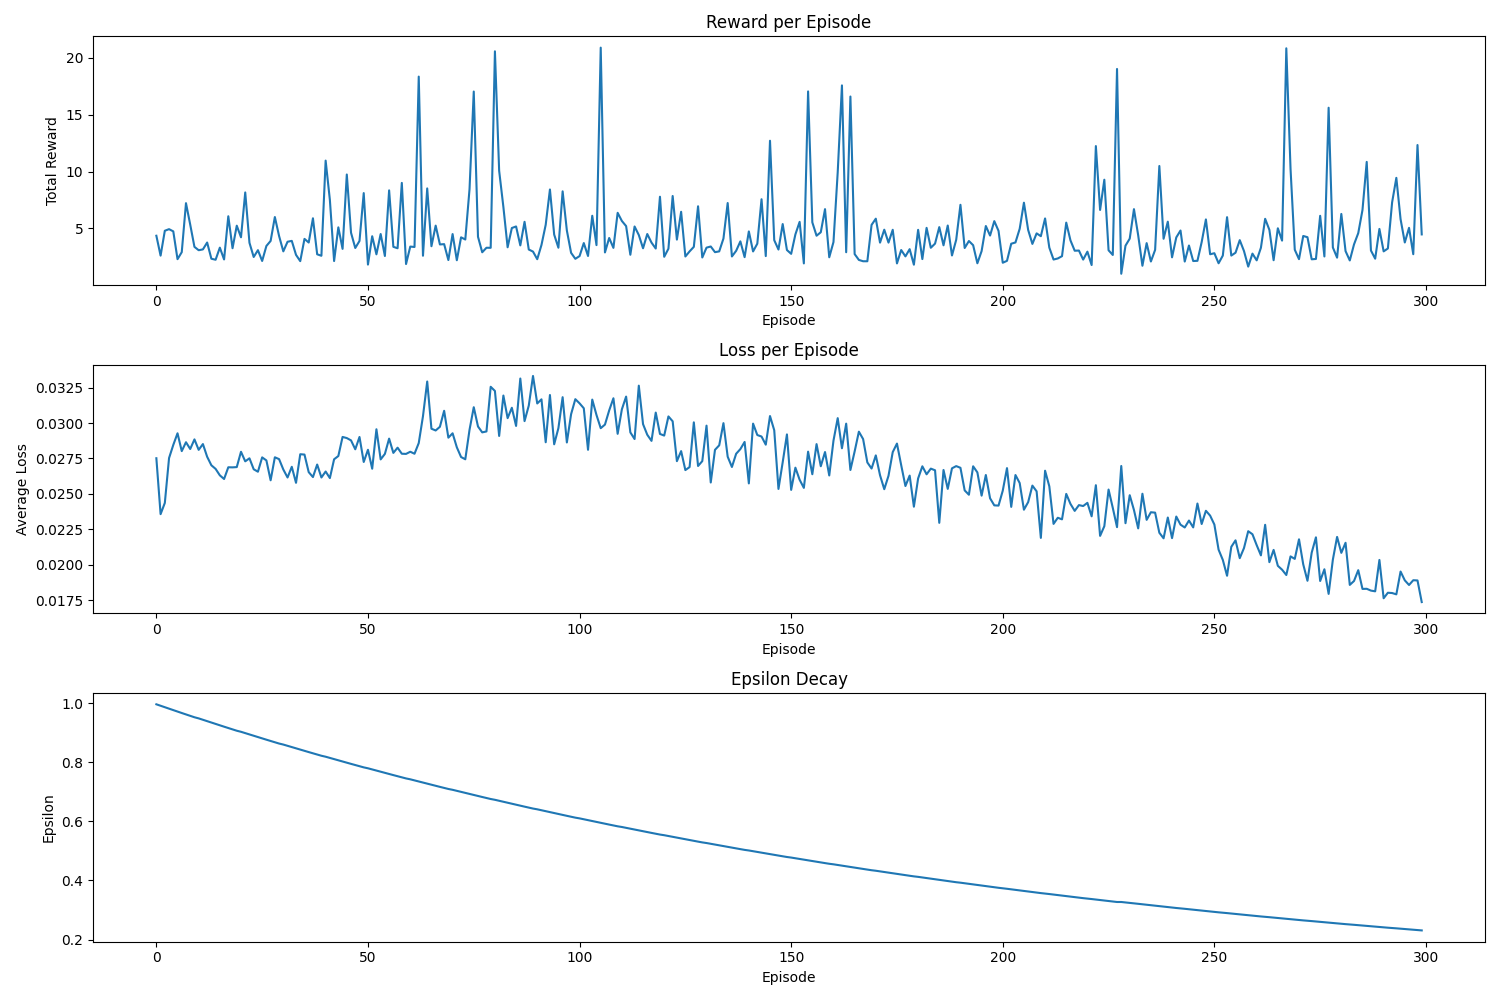 Reward per Episode
Total Reward
20
15
10
5
0 50 100 150 200 250 300
Episode
Loss per Episode
Average Loss
0.0325
0.0300
0.0275
0.0250
0.0225
0.0200
0.0175
0 50 100 150 200 250 300
Episode
Epsilon Decay
Epsilon
1.0
0.8
0.6
0.4
0.2
0 50 100 150 200 250 300
Episode